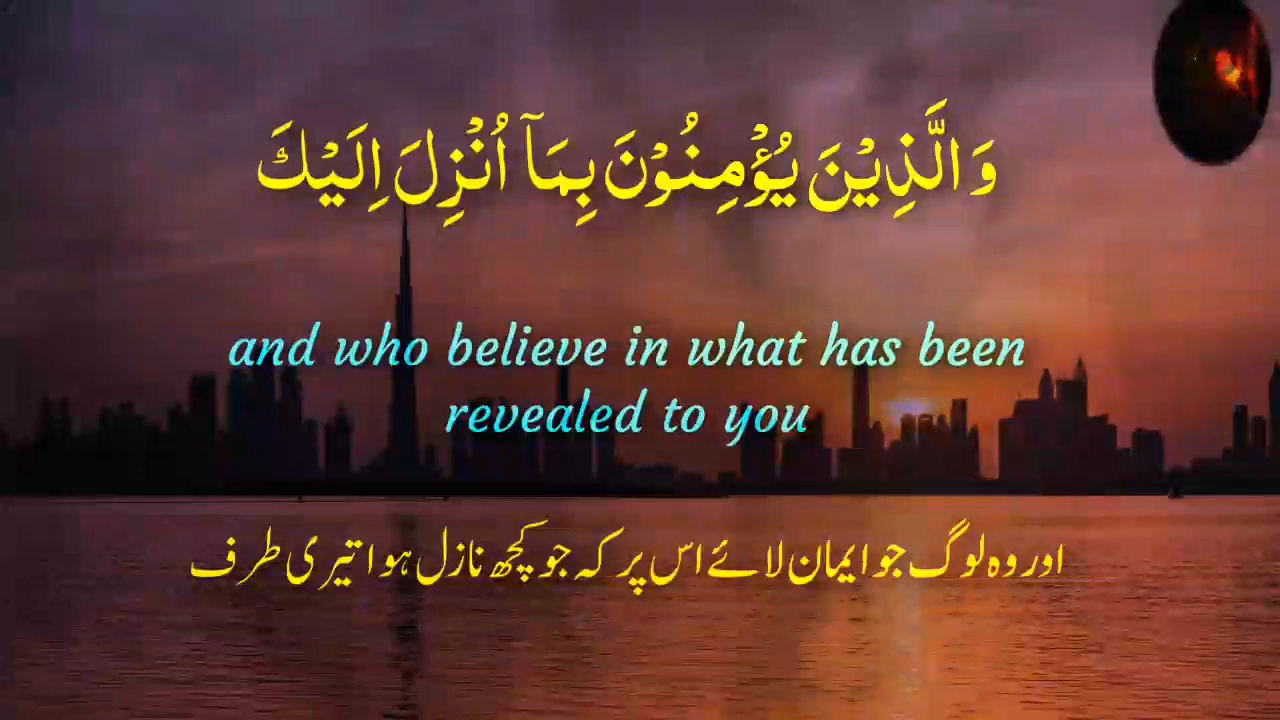 وَالَّذِيْنَ يُؤْمِنُوْنَ بِمَآ اُنْزِلَ اِلَيْكَ
and who believe in what has been
revealed to you
اور وہ لوگ جو ایمان لائے اس پر کہ جو کچھ نازل ہوا تیری طرف